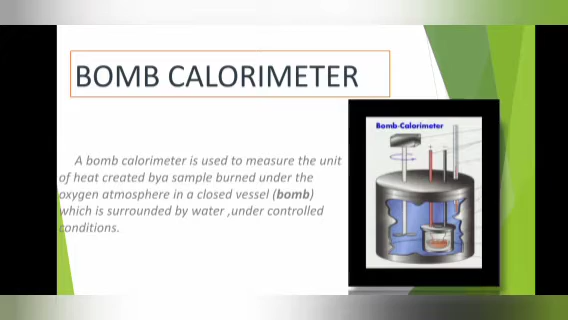 BOMB CALORIMETER
Bomb-Calorimeter
A bomb calorimeter is used to measure the unit
of heat created bya sample burned under the
oxygen atmosphere in a closed vessel (bomb)
which is surrounded by water ,under controlled
conditions.